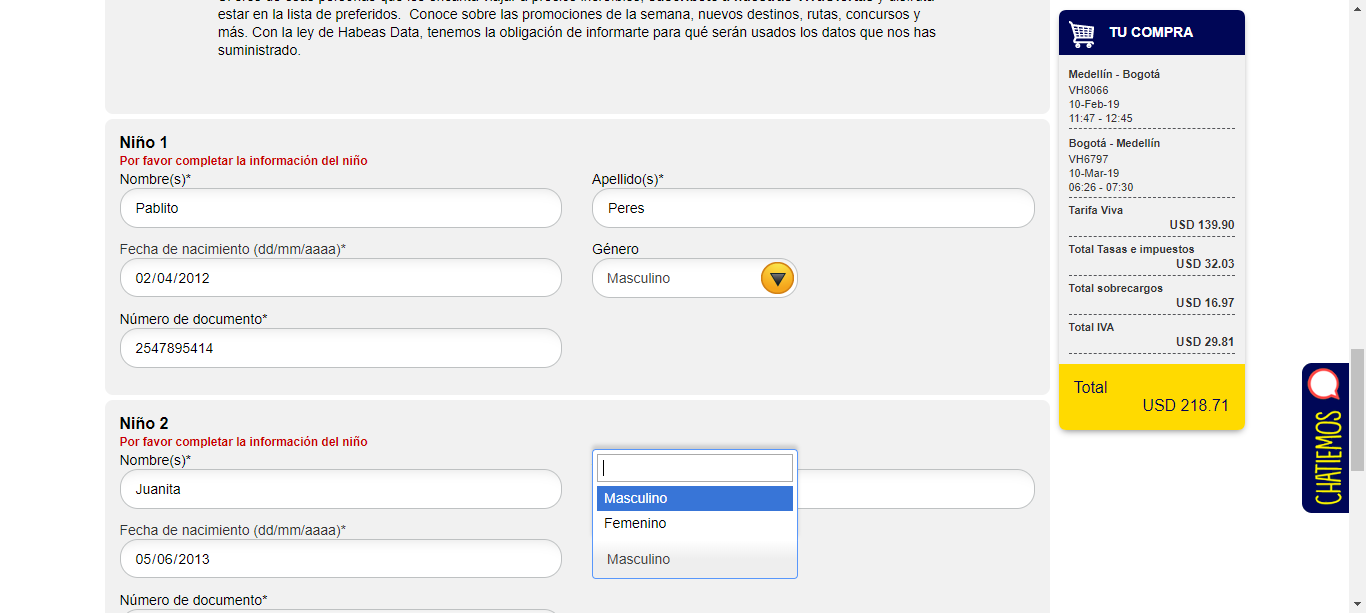 estar en la lista de preferidos. Conoce sobre las promociones de la semana, nuevos destinos, rutas, concursos y
más. Con la ley de Habeas Data, tenemos la obligación de informarte para qué serán usados los datos que nos has
suministrado.
Niño 1
Por favor completar la información del niño
Nombre(s)*
Apellido(s)*
Pablito
Peres
Fecha de nacimiento (dd/mm/aaaa)*
Género
02/04/2012
Masculino
Número de documento*
2547895414
Niño 2
Por favor completar la información del niño
Nombre(s)*
Juanita
Masculino
Femenino
Fecha de nacimiento (dd/mm/aaaa)*
05/06/2013
Masculino
Número de documento*
TU COMPRA
Medellín - Bogotá
VH8066
10-Feb-19
11:47 - 12:45
Bogotá - Medellín
VH6797
10-Mar-19
06:26 - 07:30
Tarifa Viva
USD 139.90
Total Tasas e impuestos
USD 32.03
Total sobrecargos
USD 16.97
Total IVA
USD 29.81
Total
USD 218.71
CHATIEMOS